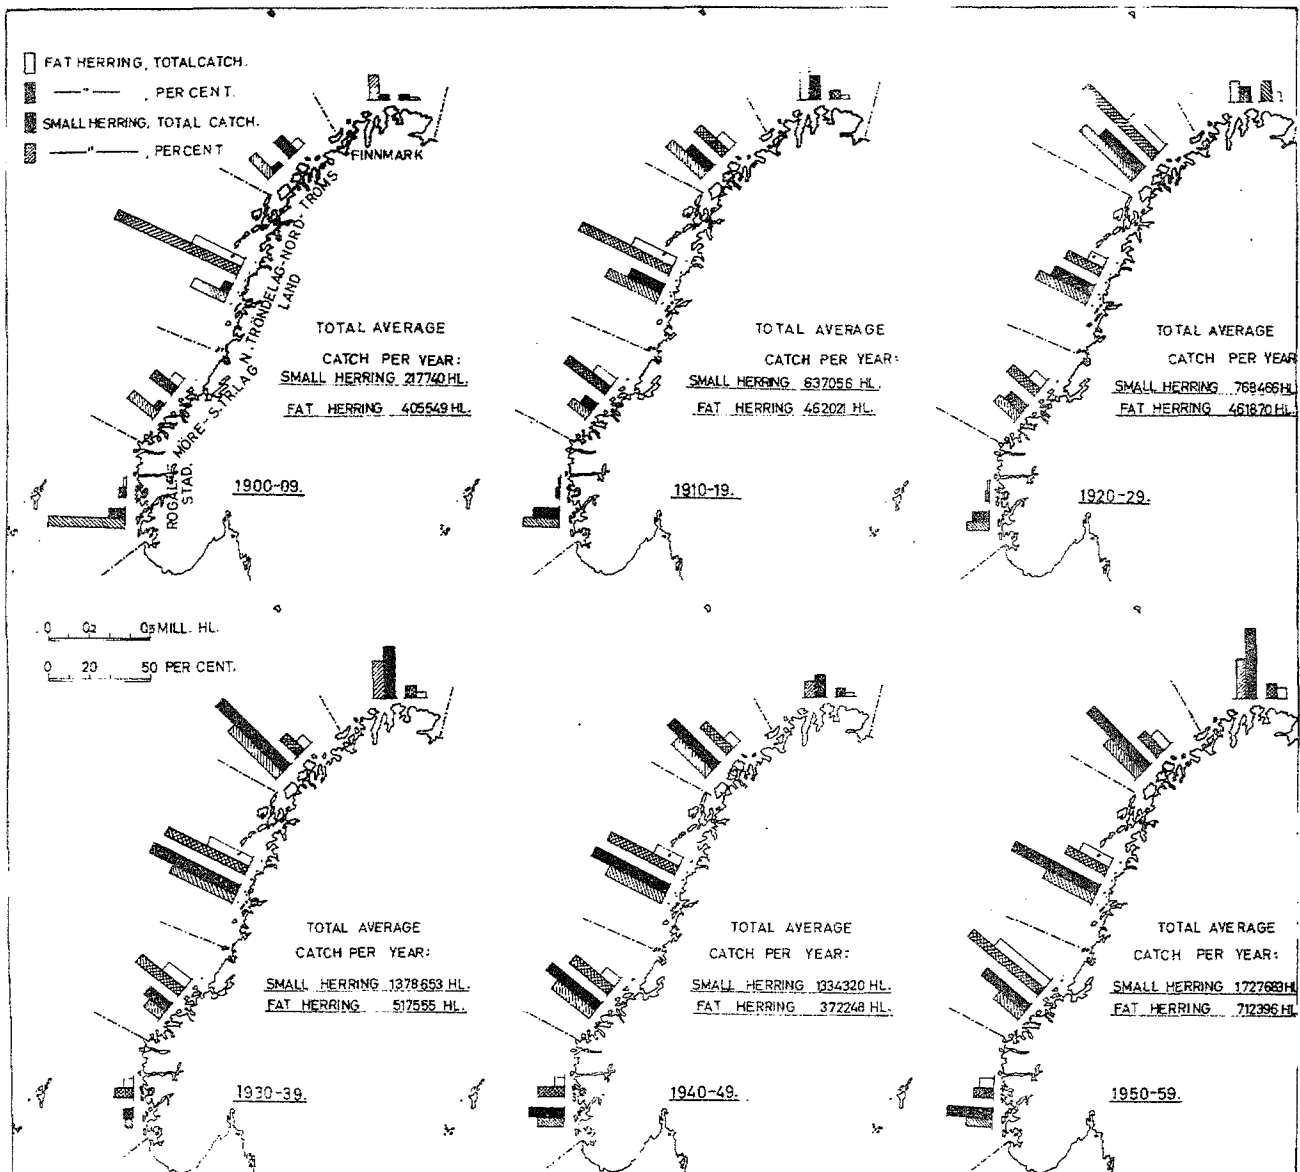 FAT HERRING, TOTAL CATCH.
—"— , PER CENT.
SMALL HERRING, TOTAL CATCH.
—"— , PERCENT
FINNMARK
NORD-TROMS
N. TRÖNDELAG-NORD-
LAND
MÖRE-S. TR.LAG
ROGAL.-
STAD.
TOTAL AVERAGE
CATCH PER YEAR:
SMALL HERRING 217740 HL.
FAT HERRING 405549 HL.
1900-09.
TOTAL AVERAGE
CATCH PER YEAR:
SMALL HERRING 637056 HL.
FAT HERRING 462021 HL.
1910-19.
TOTAL AVERAGE
CATCH PER YEAR
SMALL HERRING 768466 HL
FAT HERRING 461870 HL
1920-29.
0 0.2 0.5 MILL. HL.
0 20 50 PER CENT.
TOTAL AVERAGE
CATCH PER YEAR:
SMALL HERRING 1378653 HL.
FAT HERRING 517555 HL.
1930-39.
TOTAL AVERAGE
CATCH PER YEAR:
SMALL HERRING 1334320 HL.
FAT HERRING 372248 HL.
1940-49.
TOTAL AVERAGE
CATCH PER YEAR:
SMALL HERRING 1727683 HL
FAT HERRING 712396 HL
1950-59.